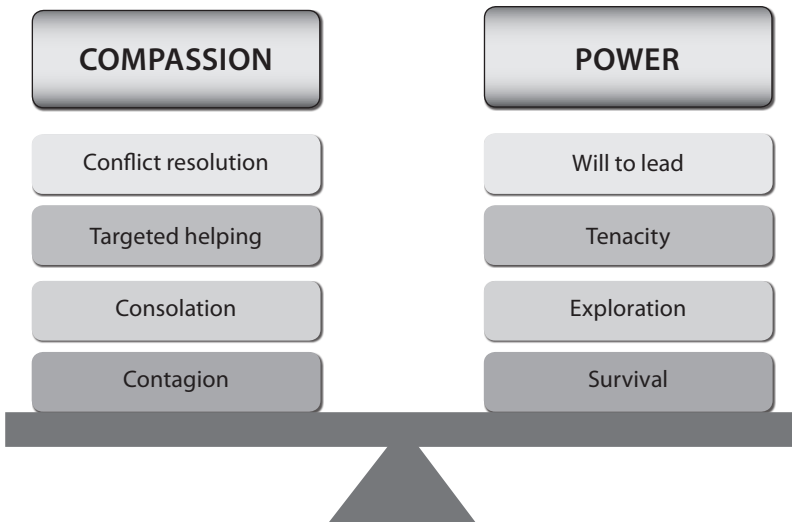 COMPASSION
Conflict resolution
Targeted helping
Consolation
Contagion
POWER
Will to lead
Tenacity
Exploration
Survival